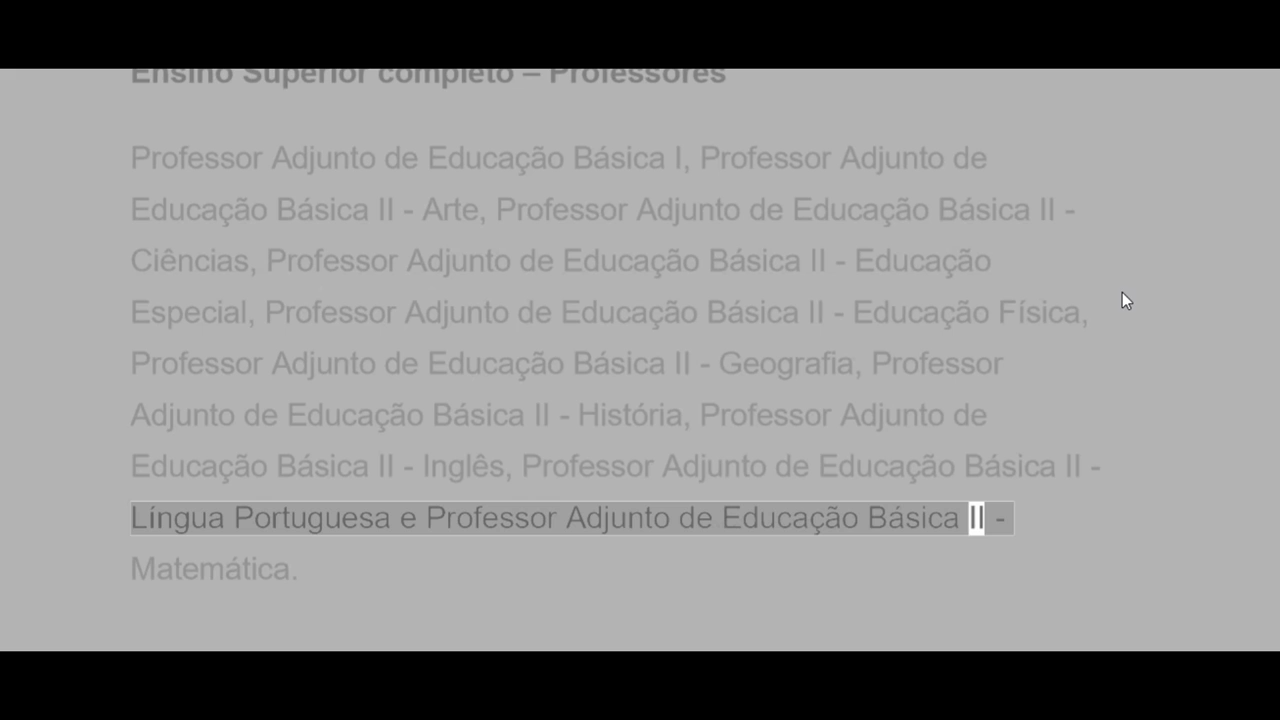 Ensino Superior completo – Professores
Professor Adjunto de Educação Básica I, Professor Adjunto de
Educação Básica II - Arte, Professor Adjunto de Educação Básica II -
Ciências, Professor Adjunto de Educação Básica II - Educação
Especial, Professor Adjunto de Educação Básica II - Educação Física,
Professor Adjunto de Educação Básica II - Geografia, Professor
Adjunto de Educação Básica II - História, Professor Adjunto de
Educação Básica II - Inglês, Professor Adjunto de Educação Básica II -
Língua Portuguesa e Professor Adjunto de Educação Básica II -
Matemática.